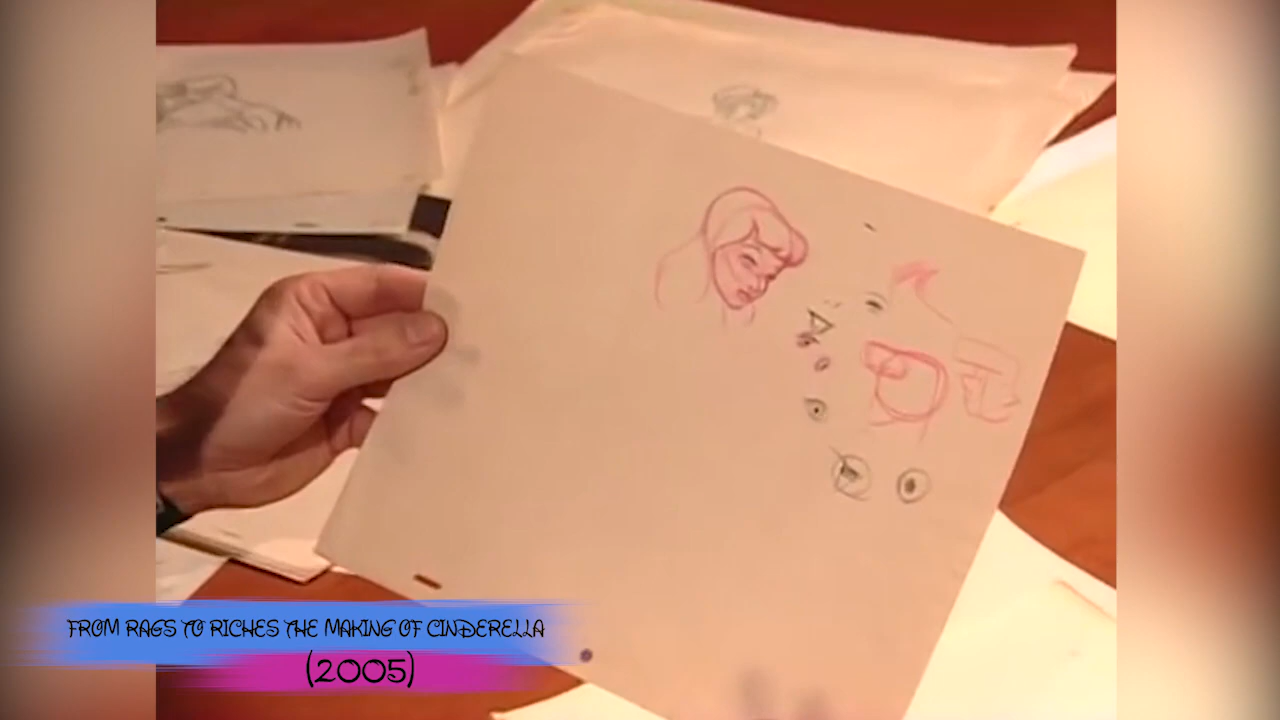 FROM RAGS TO RICHES THE MAKING OF CINDERELLA
(2005)